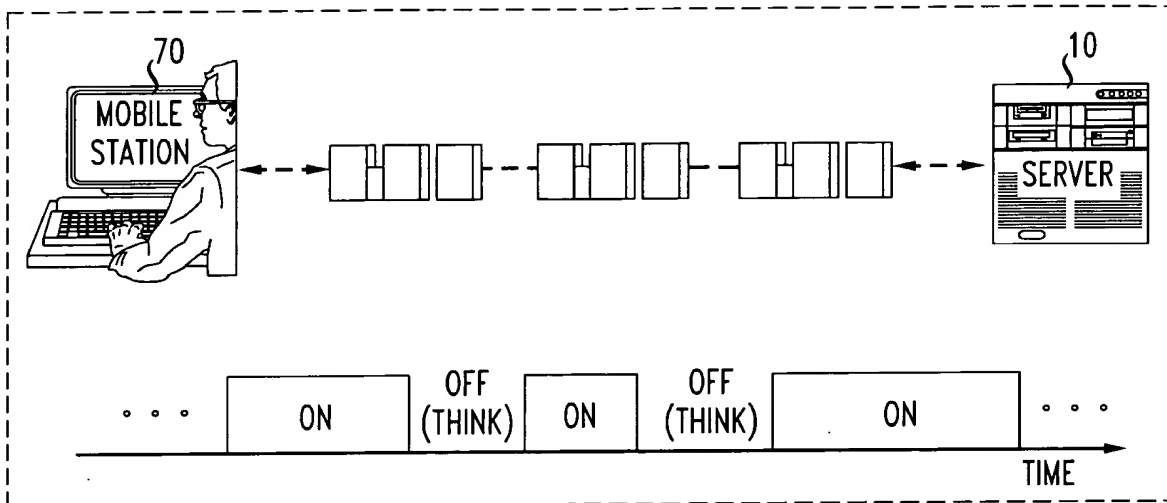 70
MOBILE
STATION
10
SERVER
ON
OFF
(THINK)
ON
OFF
(THINK)
ON
TIME